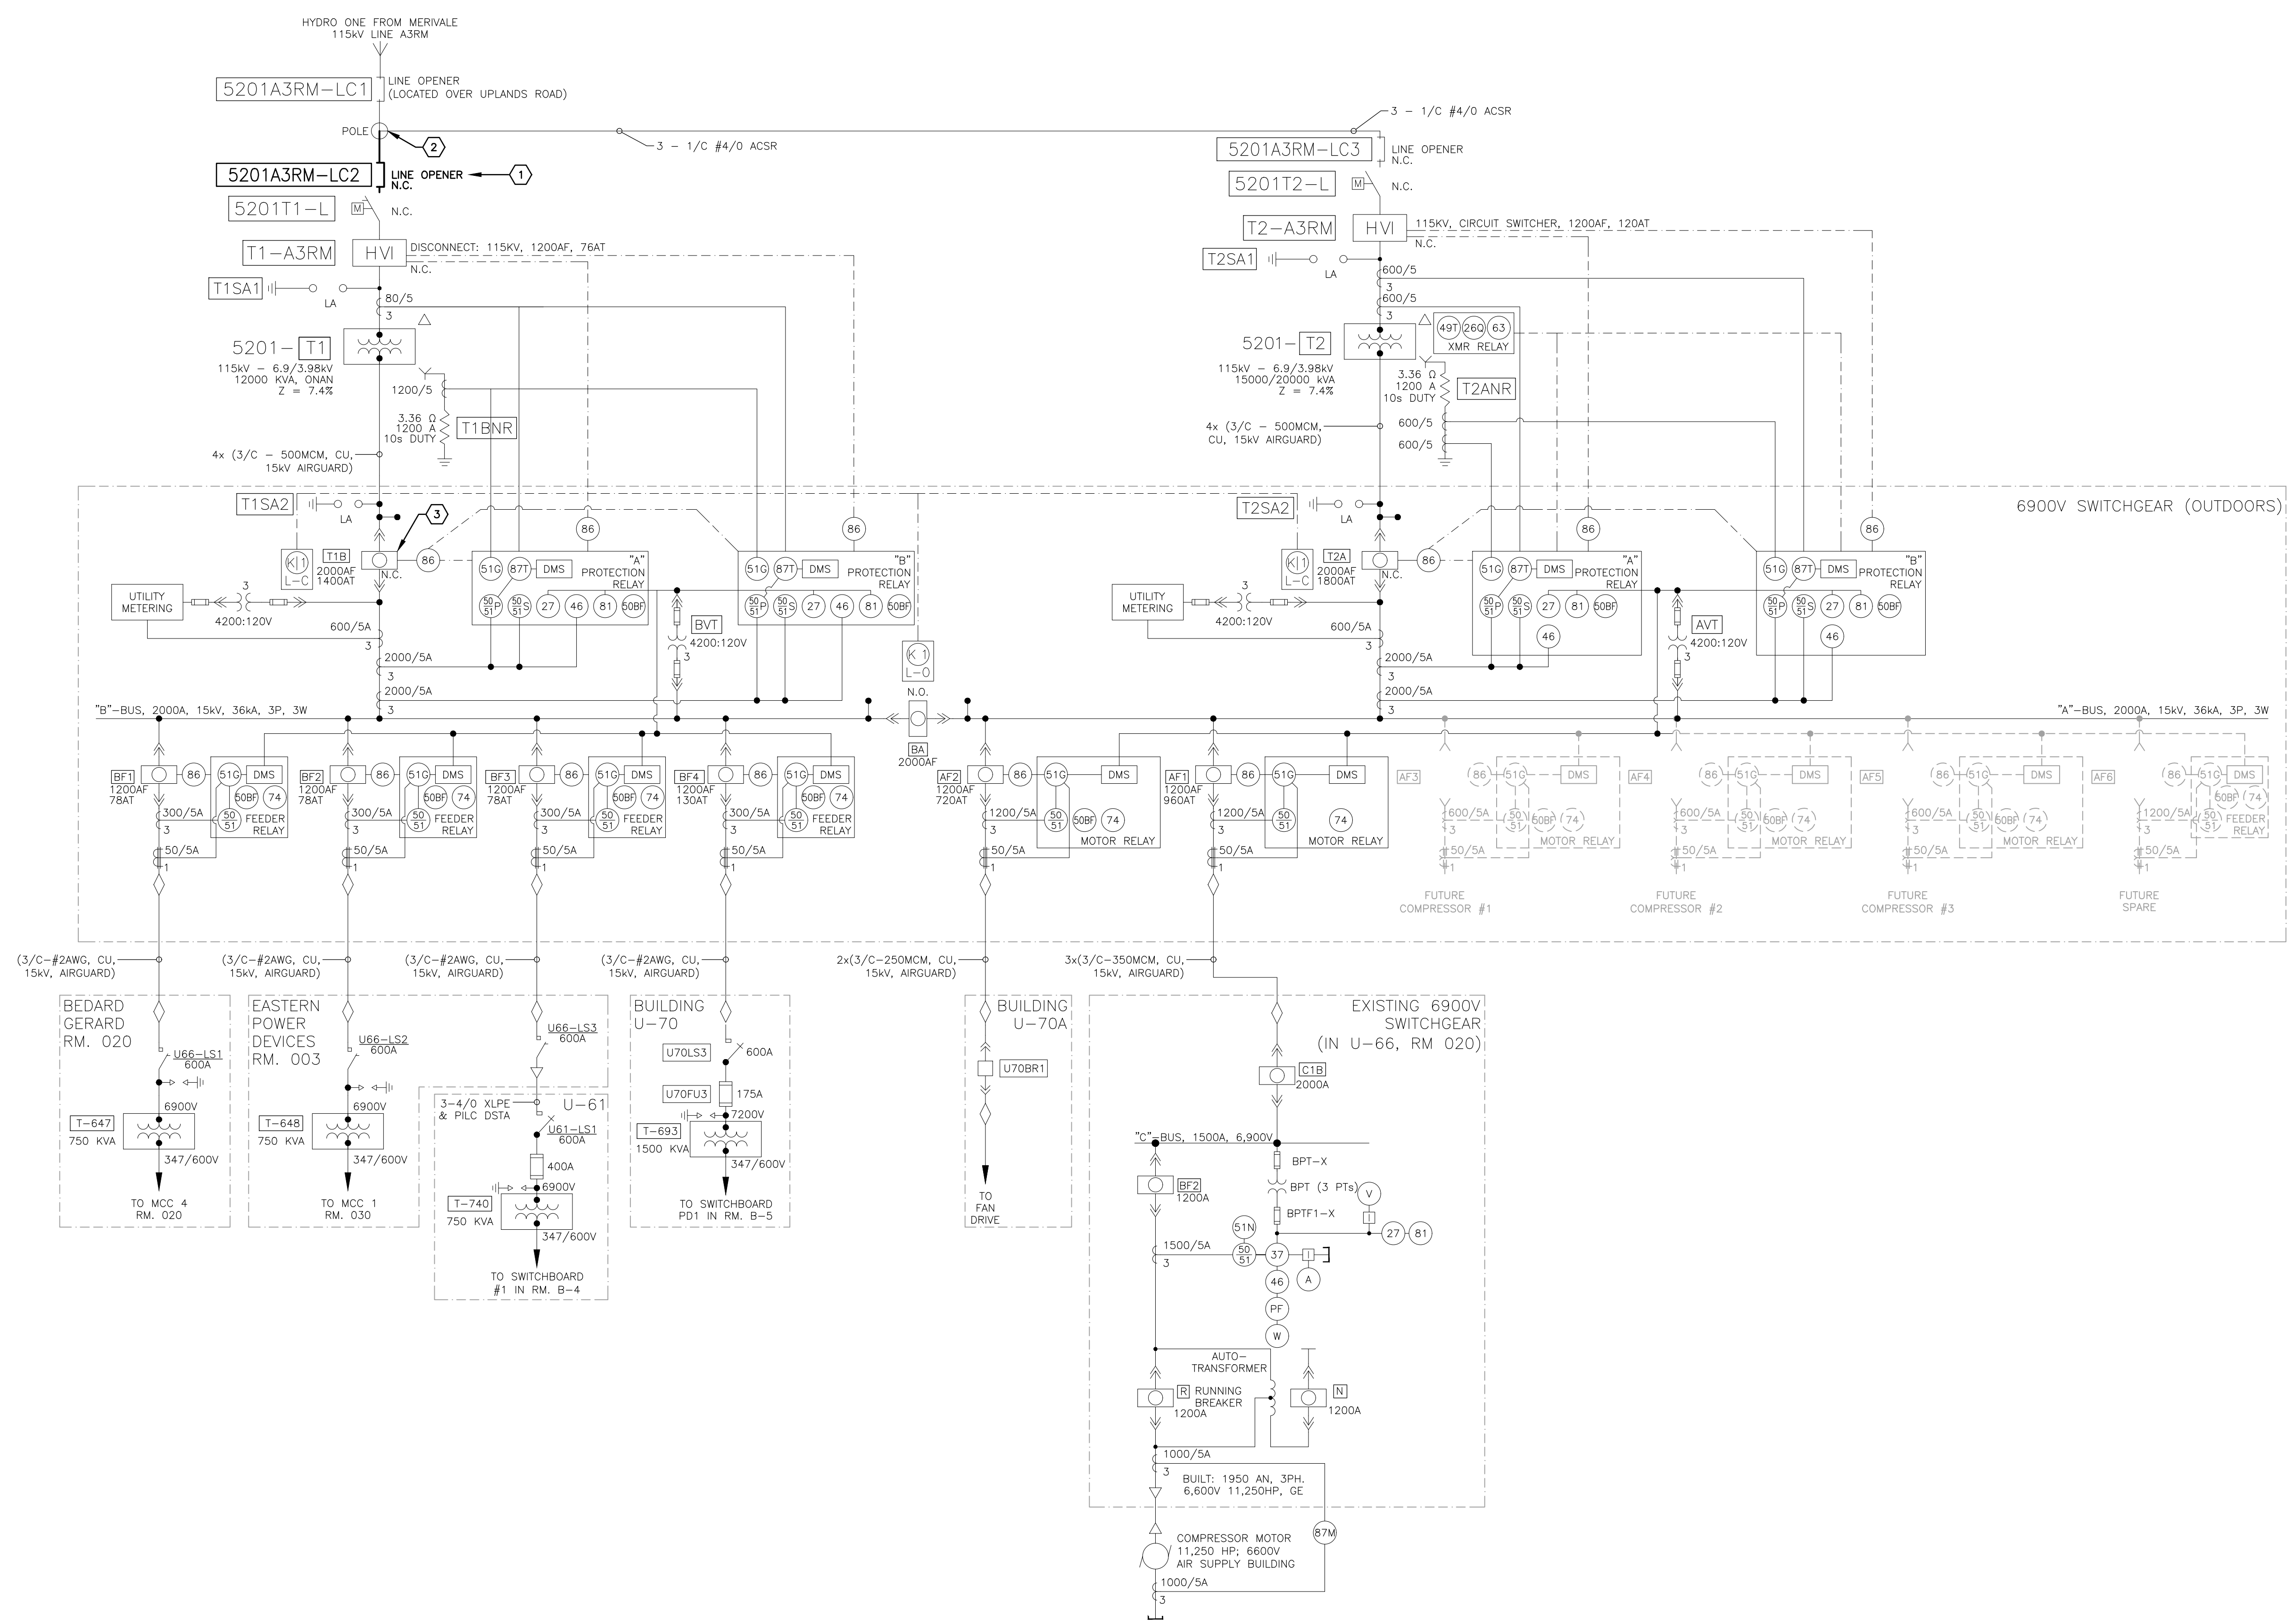 HYDRO ONE FROM MERIVALE
115kV LINE A3RM
5201A3RM-LC1
LINE OPENER
(LOCATED OVER UPLANDS ROAD)
POLE
2
3 - 1/C #4/0 ACSR
3 - 1/C #4/0 ACSR
5201A3RM-LC2
LINE OPENER
N.C.
1
5201A3RM-LC3
LINE OPENER
N.C.
5201T1-L
M
N.C.
5201T2-L
M
N.C.
T1-A3RM
HVI
DISCONNECT: 115KV, 1200AF, 76AT
N.C.
T2-A3RM
HVI
115KV, CIRCUIT SWITCHER, 1200AF, 120AT
N.C.
T1SA1
LA
80/5
3
T2SA1
LA
600/5
3
600/5
3
5201- T1
115kV - 6.9/3.98kV
12000 KVA, ONAN
Z = 7.4%
1200/5
3.36 Ω
1200 A
10s DUTY
T1BNR
4x (3/C - 500MCM, CU,
15kV AIRGUARD)
49T 26Q 63
XMR RELAY
5201- T2
115kV - 6.9/3.98kV
15000/20000 kVA
Z = 7.4%
3.36 Ω
1200 A
10s DUTY
T2ANR
600/5
600/5
4x (3/C - 500MCM,
CU, 15kV AIRGUARD)
6900V SWITCHGEAR (OUTDOORS)
T1SA2
LA
3
K 1
L-C
T1B
2000AF
1400AT
N.C.
86
86
86
51G 87T DMS
"A"
PROTECTION
RELAY
50/51 P 50/51 S 27 46 81 50BF
51G 87T DMS
"B"
PROTECTION
RELAY
50/51 P 50/51 S 27 46 81 50BF
UTILITY
METERING
3
4200:120V
600/5A
3
2000/5A
3
2000/5A
3
BVT
4200:120V
3
K 1
L-O
N.O.
BA
2000AF
T2SA2
LA
K 1
L-C
T2A
2000AF
1800AT
N.C.
86
86
86
51G 87T DMS
"A"
PROTECTION
RELAY
50/51 P 50/51 S 27 81 50BF
46
51G 87T DMS
"B"
PROTECTION
RELAY
50/51 P 50/51 S 27 81 50BF
46
UTILITY
METERING
3
4200:120V
600/5A
3
2000/5A
3
2000/5A
3
AVT
4200:120V
3
"B"-BUS, 2000A, 15kV, 36kA, 3P, 3W
"A"-BUS, 2000A, 15kV, 36kA, 3P, 3W
BF1
1200AF
78AT
86 51G DMS
50BF 74
300/5A
3
50/51
FEEDER
RELAY
50/5A
1
BF2
1200AF
78AT
86 51G DMS
50BF 74
300/5A
3
50/51
FEEDER
RELAY
50/5A
1
BF3
1200AF
78AT
86 51G DMS
50BF 74
300/5A
3
50/51
FEEDER
RELAY
50/5A
1
BF4
1200AF
130AT
86 51G DMS
50BF 74
300/5A
3
50/51
FEEDER
RELAY
50/5A
1
AF2
1200AF
720AT
86 51G DMS
1200/5A
3
50/51 50BF 74
MOTOR RELAY
50/5A
1
AF1
1200AF
960AT
86 51G DMS
1200/5A
3
50/51 74
MOTOR RELAY
50/5A
1
AF3
86 51G DMS
600/5A
3
50/51 50BF 74
MOTOR RELAY
50/5A
1
FUTURE
COMPRESSOR #1
AF4
86 51G DMS
600/5A
3
50/51 50BF 74
MOTOR RELAY
50/5A
1
FUTURE
COMPRESSOR #2
AF5
86 51G DMS
600/5A
3
50/51 50BF 74
MOTOR RELAY
50/5A
1
FUTURE
COMPRESSOR #3
AF6
86 51G DMS
50BF 74
1200/5A
3
50/51
FEEDER
RELAY
50/5A
1
FUTURE
SPARE
(3/C-#2AWG, CU,
15kV, AIRGUARD)
(3/C-#2AWG, CU,
15kV, AIRGUARD)
(3/C-#2AWG, CU,
15kV, AIRGUARD)
(3/C-#2AWG, CU,
15kV, AIRGUARD)
2x(3/C-250MCM, CU,
15kV, AIRGUARD)
3x(3/C-350MCM, CU,
15kV, AIRGUARD)
BEDARD
GERARD
RM. 020
U66-LS1
600A
6900V
T-647
750 KVA
347/600V
TO MCC 4
RM. 020
EASTERN
POWER
DEVICES
RM. 003
U66-LS2
600A
6900V
T-648
750 KVA
347/600V
TO MCC 1
RM. 030
U66-LS3
600A
3-4/0 XLPE
& PILC DSTA
U-61
U61-LS1
600A
400A
6900V
T-740
750 KVA
347/600V
TO SWITCHBOARD
#1 IN RM. B-4
BUILDING
U-70
U70LS3
600A
U70FU3
175A
7200V
T-693
1500 KVA
347/600V
TO SWITCHBOARD
PD1 IN RM. B-5
BUILDING
U-70A
U70BR1
TO
FAN
DRIVE
EXISTING 6900V
SWITCHGEAR
(IN U-66, RM 020)
C1B
2000A
"C"-BUS, 1500A, 6,900V
BPT-X
BPT (3 PTs)
BPTF1-X
V
I
27 81
BF2
1200A
51N
1500/5A
3
50/51 37 I
A
46
PF
W
AUTO-
TRANSFORMER
R
RUNNING
BREAKER
1200A
N
1200A
1000/5A
3
BUILT: 1950 AN, 3PH.
6,600V 11,250HP, GE
87M
COMPRESSOR MOTOR
11,250 HP; 6600V
AIR SUPPLY BUILDING
1000/5A
3